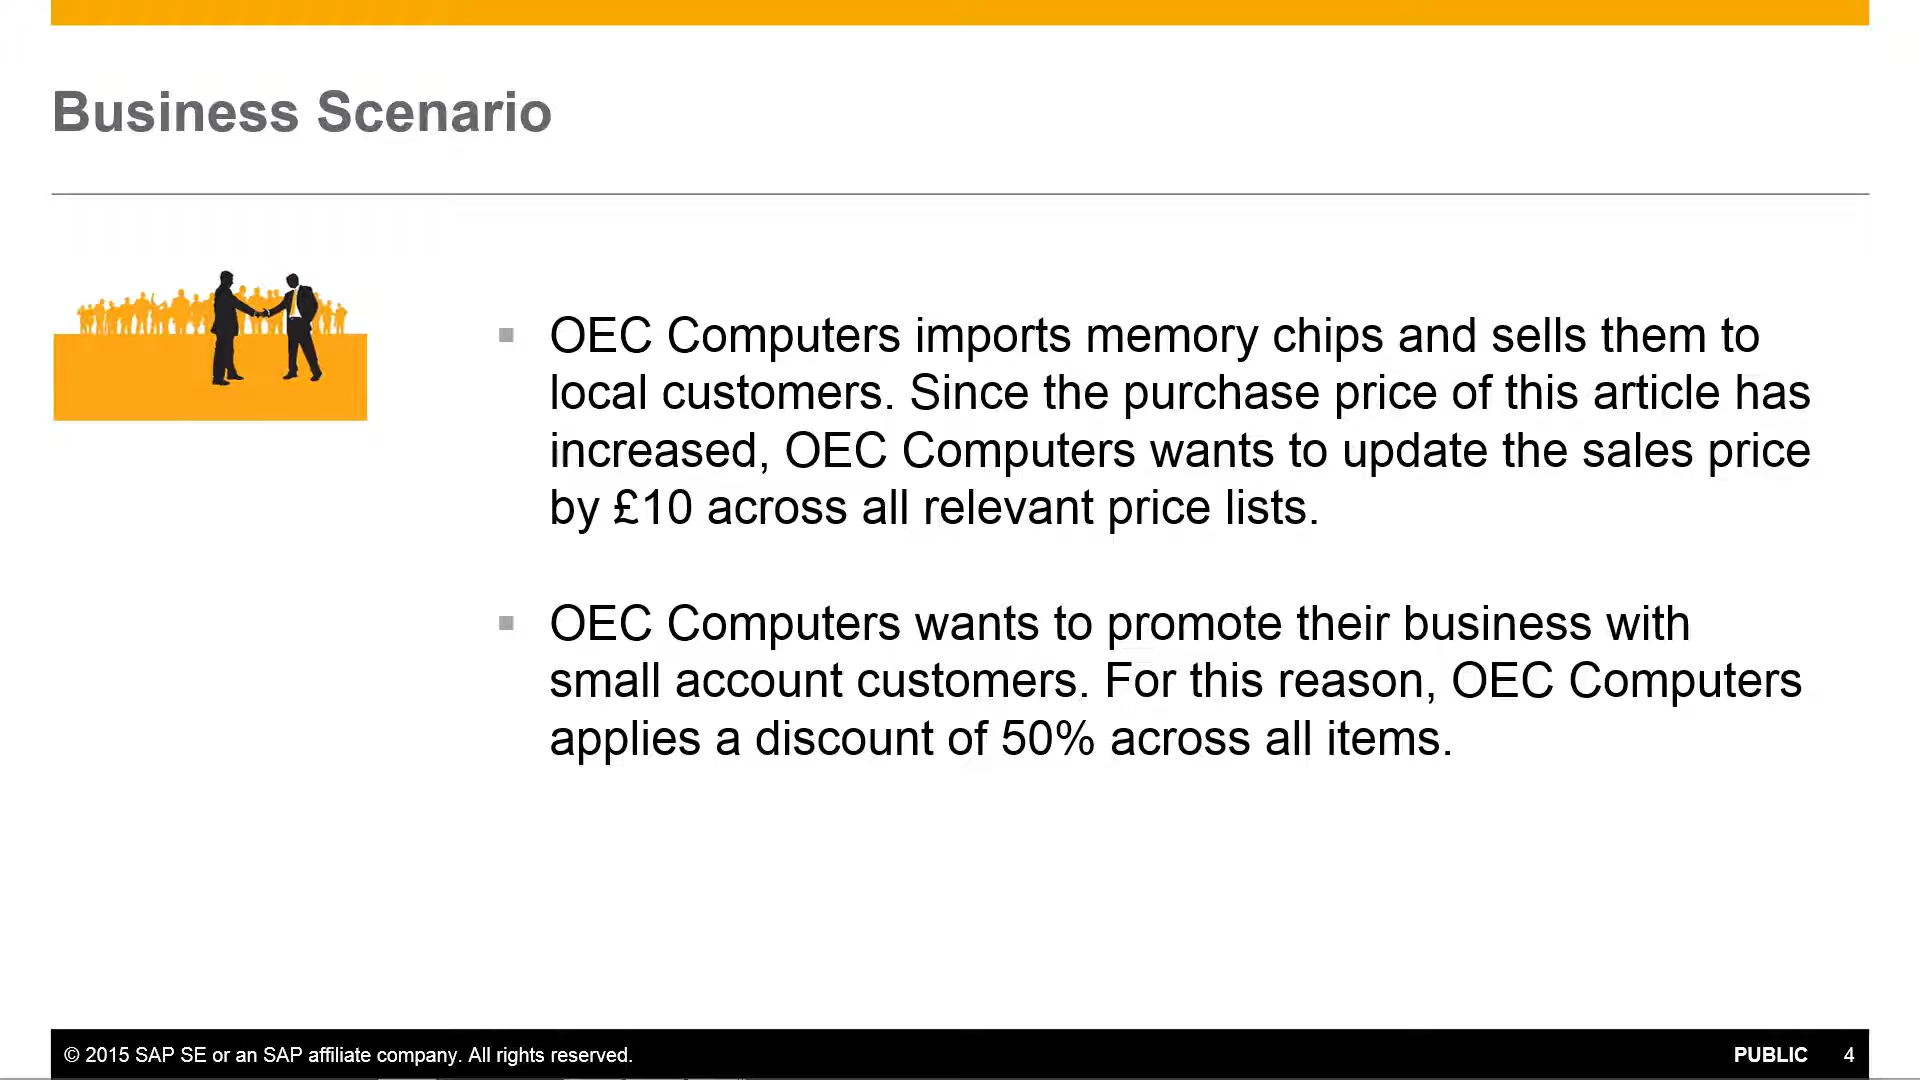 Business Scenario
▪ OEC Computers imports memory chips and sells them to
local customers. Since the purchase price of this article has
increased, OEC Computers wants to update the sales price
by £10 across all relevant price lists.
▪ OEC Computers wants to promote their business with
small account customers. For this reason, OEC Computers
applies a discount of 50% across all items.
© 2015 SAP SE or an SAP affiliate company. All rights reserved. PUBLIC 4